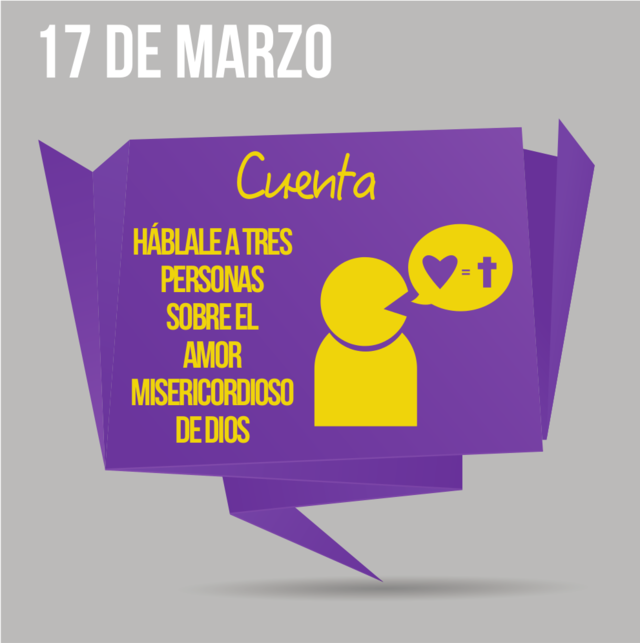 17 DE MARZO
Cuenta
HÁBLALE A TRES
PERSONAS
SOBRE EL
AMOR
MISERICORDIOSO
DE DIOS